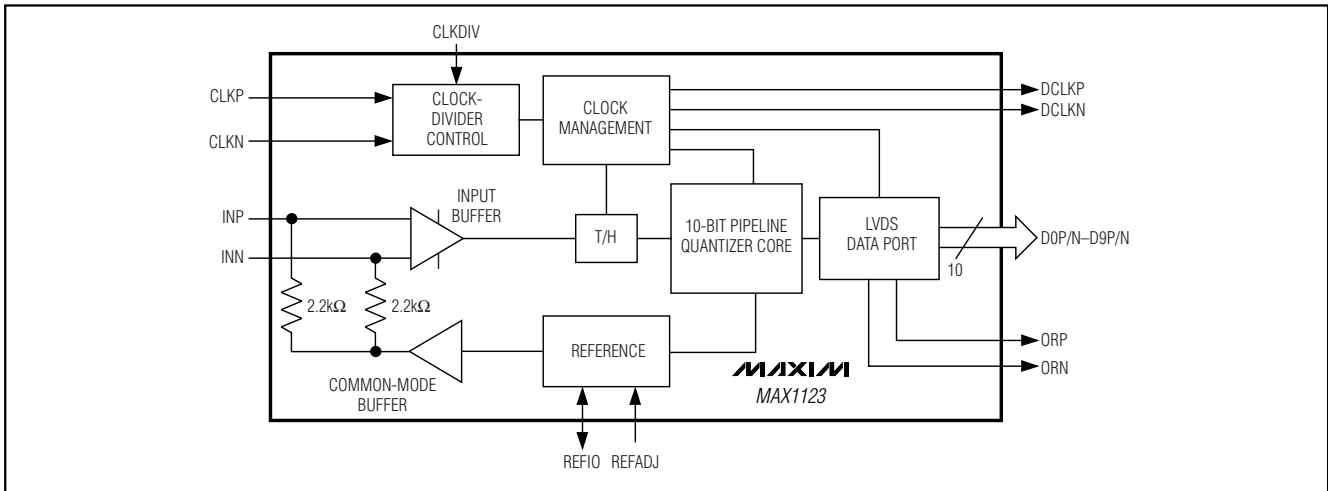 CLKDIV
CLKP
CLKN
CLOCK-
DIVIDER
CONTROL
CLOCK
MANAGEMENT
DCLKP
DCLKN
INP
INN
INPUT
BUFFER
T/H
10-BIT PIPELINE
QUANTIZER CORE
LVDS
DATA PORT
10
D0P/N–D9P/N
2.2kΩ
2.2kΩ
COMMON-MODE
BUFFER
REFERENCE
MAXIM
MAX1123
ORP
ORN
REFIO
REFADJ